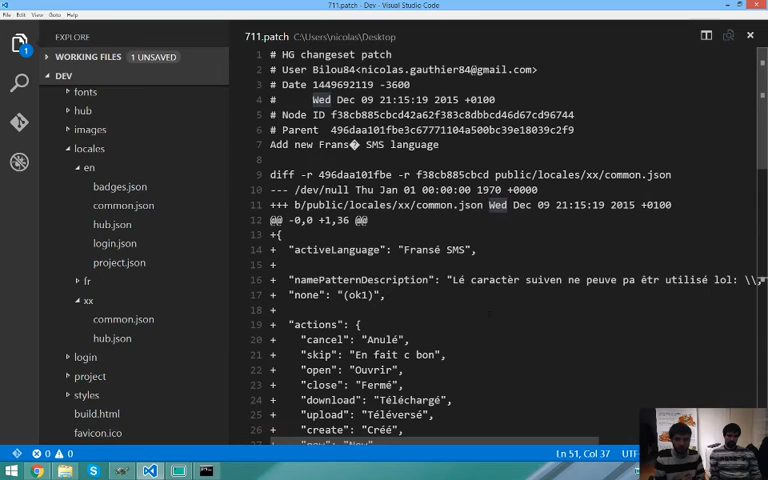 711.patch - Dev - Visual Studio Code
File Edit View Goto Help
EXPLORE
WORKING FILES 1 UNSAVED
DEV
fonts
hub
images
locales
en
badges.json
common.json
hub.json
login.json
project.json
fr
xx
common.json
hub.json
login
project
styles
build.html
favicon.ico
711.patch C:\Users\nicolas\Desktop
1 # HG changeset patch
2 # User Bilou84<nicolas.gauthier84@gmail.com>
3 # Date 1449692119 -3600
4 # Wed Dec 09 21:15:19 2015 +0100
5 # Node ID f38cb885cbcd42a62f383c8dbbcd46d67cd96744
6 # Parent 496daa101fbe3c67771104a500bc39e18039c2f9
7 Add new Frans� SMS language
8
9 diff -r 496daa101fbe -r f38cb885cbcd public/locales/xx/common.json
10 --- /dev/null Thu Jan 01 00:00:00 1970 +0000
11 +++ b/public/locales/xx/common.json Wed Dec 09 21:15:19 2015 +0100
12 @@ -0,0 +1,36 @@
13 +{
14 + "activeLanguage": "Fransé SMS",
15 +
16 + "namePatternDescription": "Lé caractèr suiven ne peuve pa êtr utilisé lol: \\,
17 + "none": "(ok1)",
18 +
19 + "actions": {
20 + "cancel": "Anulé",
21 + "skip": "En fait c bon",
22 + "open": "Ouvrir",
23 + "close": "Fermé",
24 + "download": "Téléchargé",
25 + "upload": "Téléversé",
26 + "create": "Créé",
0 0
Ln 51, Col 37